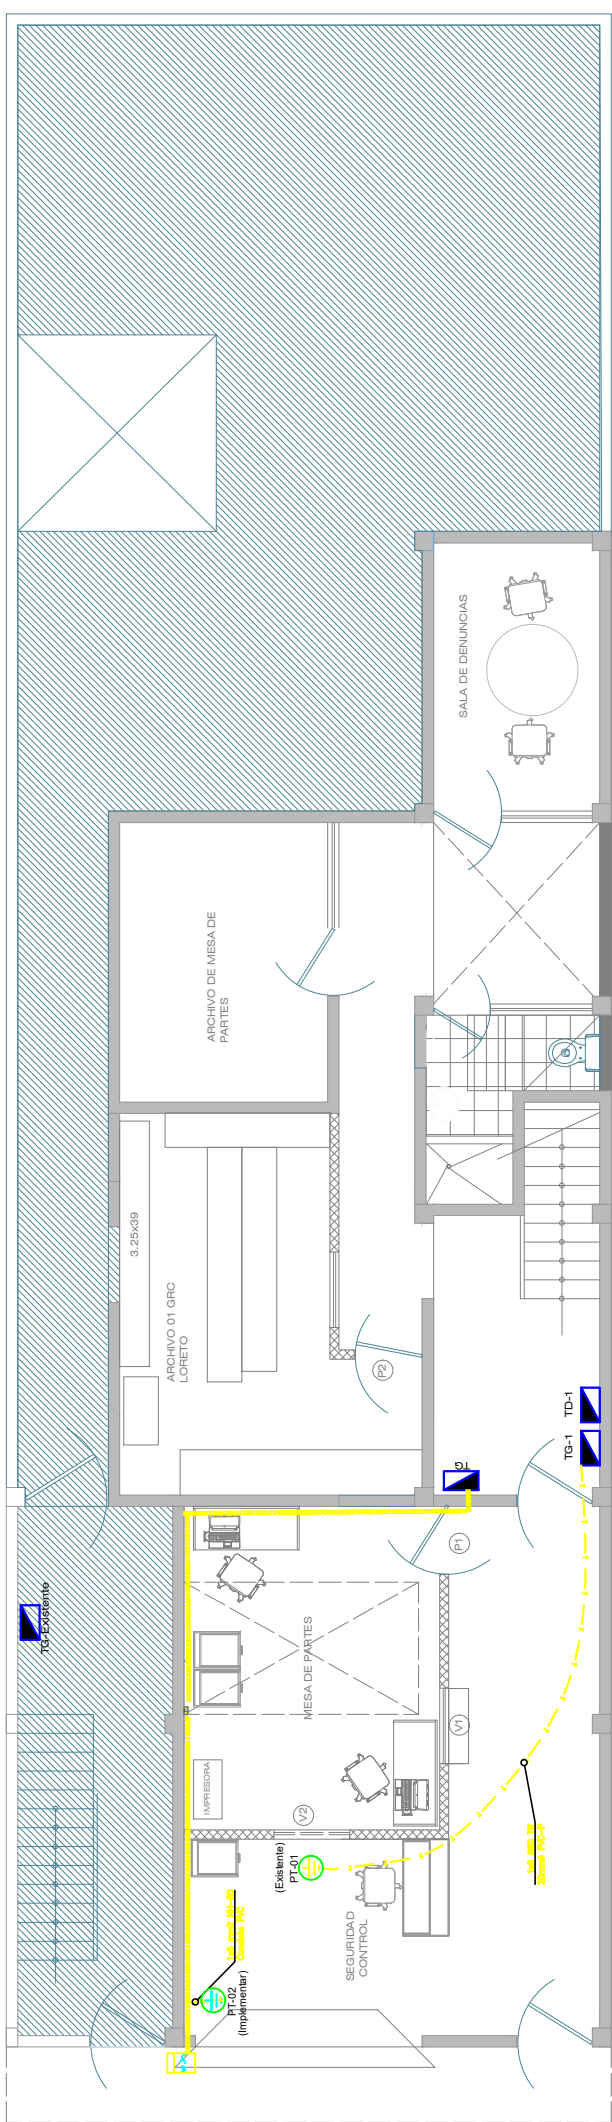 SALA DE DENUNCIAS
ARCHIVO DE MESA DE
PARTES
3.25x39
ARCHIVO 01 GRC
LORETO
P2
TD-1
TG-1
TG
P1
TG-Existente
MESA DE PARTES
V1
IMPRESORA
V2
(Existente)
PT-01
SEGURIDAD
CONTROL
PT-02
(Implementar)